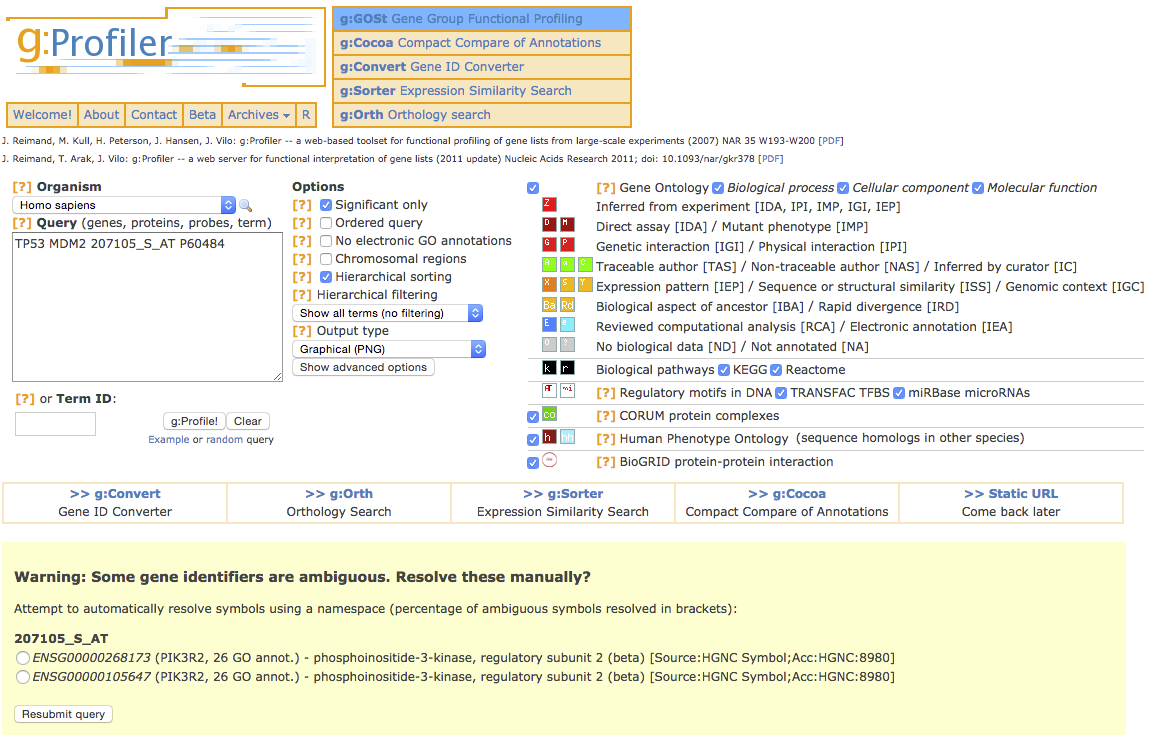 g:Profiler
g:GOSt Gene Group Functional Profiling
g:Cocoa Compact Compare of Annotations
g:Convert Gene ID Converter
g:Sorter Expression Similarity Search
g:Orth Orthology search
Welcome! About Contact Beta Archives R
J. Reimand, M. Kull, H. Peterson, J. Hansen, J. Vilo: g:Profiler -- a web-based toolset for functional profiling of gene lists from large-scale experiments (2007) NAR 35 W193-W200 [PDF]
J. Reimand, T. Arak, J. Vilo: g:Profiler -- a web server for functional interpretation of gene lists (2011 update) Nucleic Acids Research 2011; doi: 10.1093/nar/gkr378 [PDF]
[?] Organism
Homo sapiens
[?] Query (genes, proteins, probes, term)
TP53 MDM2 207105_S_AT P60484
[?] or Term ID:
g:Profile! Clear
Example or random query
Options
[?] Significant only
[?] Ordered query
[?] No electronic GO annotations
[?] Chromosomal regions
[?] Hierarchical sorting
[?] Hierarchical filtering
Show all terms (no filtering)
[?] Output type
Graphical (PNG)
Show advanced options
[?] Gene Ontology Biological process Cellular component Molecular function
Z Inferred from experiment [IDA, IPI, IMP, IGI, IEP]
D M Direct assay [IDA] / Mutant phenotype [IMP]
G P Genetic interaction [IGI] / Physical interaction [IPI]
Traceable author [TAS] / Non-traceable author [NAS] / Inferred by curator [IC]
X S Y Expression pattern [IEP] / Sequence or structural similarity [ISS] / Genomic context [IGC]
Ba Rd Biological aspect of ancestor [IBA] / Rapid divergence [IRD]
E # Reviewed computational analysis [RCA] / Electronic annotation [IEA]
0 ? No biological data [ND] / Not annotated [NA]
k r Biological pathways KEGG Reactome
mi [?] Regulatory motifs in DNA TRANSFAC TFBS miRBase microRNAs
co [?] CORUM protein complexes
h hh [?] Human Phenotype Ontology (sequence homologs in other species)
[?] BioGRID protein-protein interaction
>> g:Convert
Gene ID Converter
>> g:Orth
Orthology Search
>> g:Sorter
Expression Similarity Search
>> g:Cocoa
Compact Compare of Annotations
>> Static URL
Come back later
Warning: Some gene identifiers are ambiguous. Resolve these manually?
Attempt to automatically resolve symbols using a namespace (percentage of ambiguous symbols resolved in brackets):
207105_S_AT
ENSG00000268173 (PIK3R2, 26 GO annot.) - phosphoinositide-3-kinase, regulatory subunit 2 (beta) [Source:HGNC Symbol;Acc:HGNC:8980]
ENSG00000105647 (PIK3R2, 26 GO annot.) - phosphoinositide-3-kinase, regulatory subunit 2 (beta) [Source:HGNC Symbol;Acc:HGNC:8980]
Resubmit query